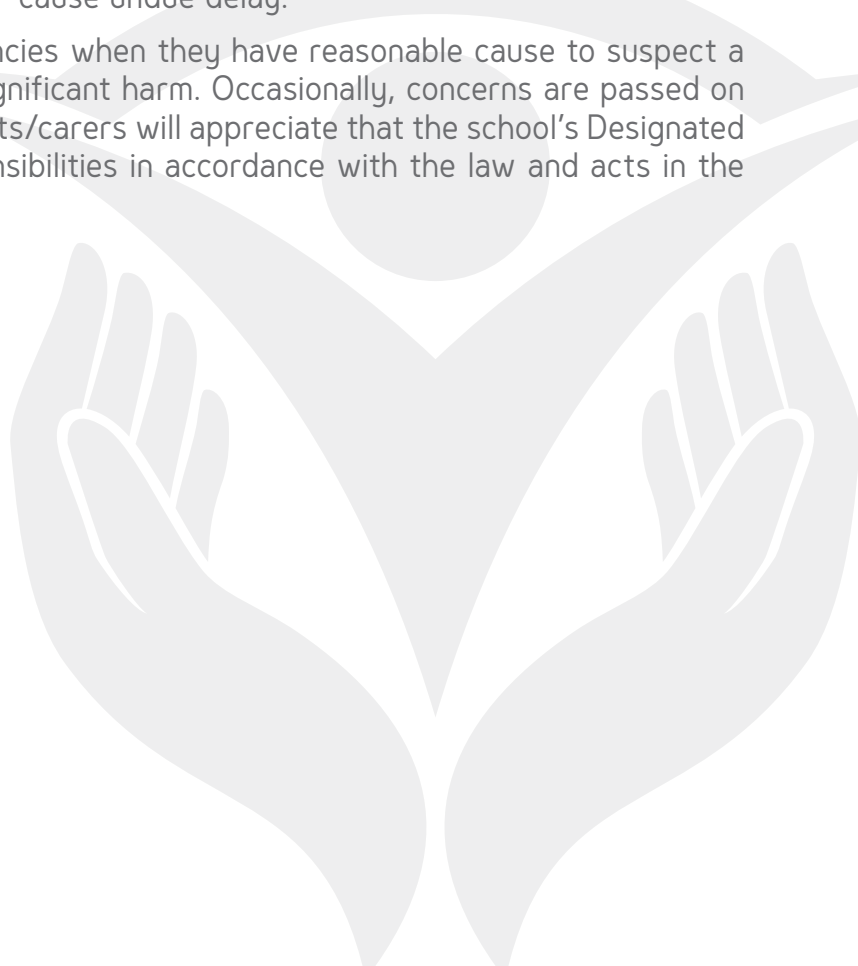 cause undue delay.
ncies when they have reasonable cause to suspect a
gnificant harm. Occasionally, concerns are passed on
ts/carers will appreciate that the school's Designated
nsibilities in accordance with the law and acts in the